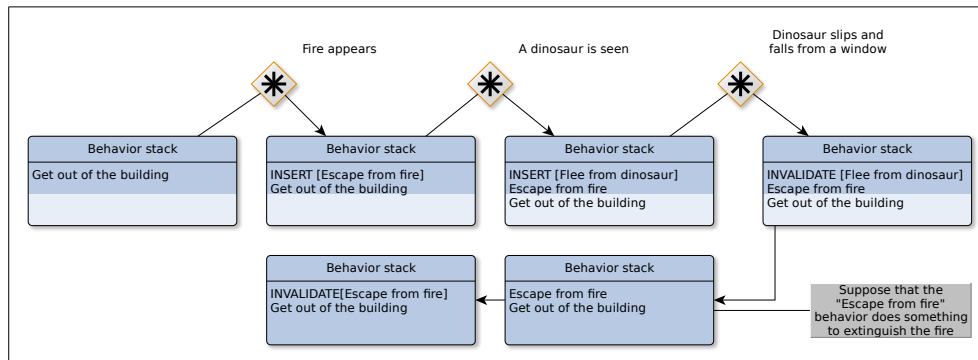 Fire appears
A dinosaur is seen
Dinosaur slips and
falls from a window
Behavior stack
Get out of the building
Behavior stack
INSERT [Escape from fire]
Get out of the building
Behavior stack
INSERT [Flee from dinosaur]
Escape from fire
Get out of the building
Behavior stack
INVALIDATE [Flee from dinosaur]
Escape from fire
Get out of the building
Behavior stack
INVALIDATE[Escape from fire]
Get out of the building
Behavior stack
Escape from fire
Get out of the building
Suppose that the
"Escape from fire"
behavior does something
to extinguish the fire